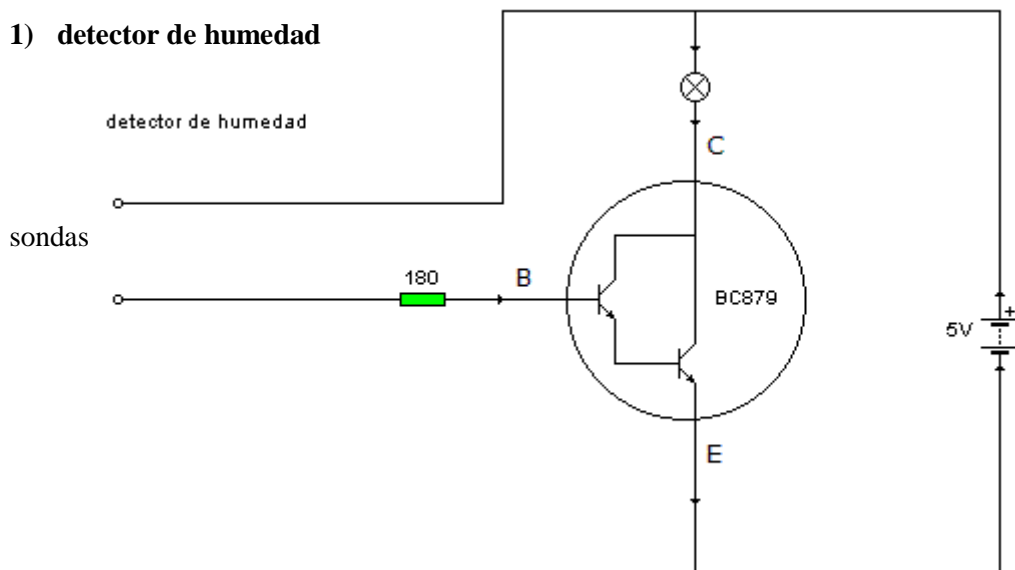 1) detector de humedad
detector de humedad
C
sondas
180
B
BC879
+
5V
E